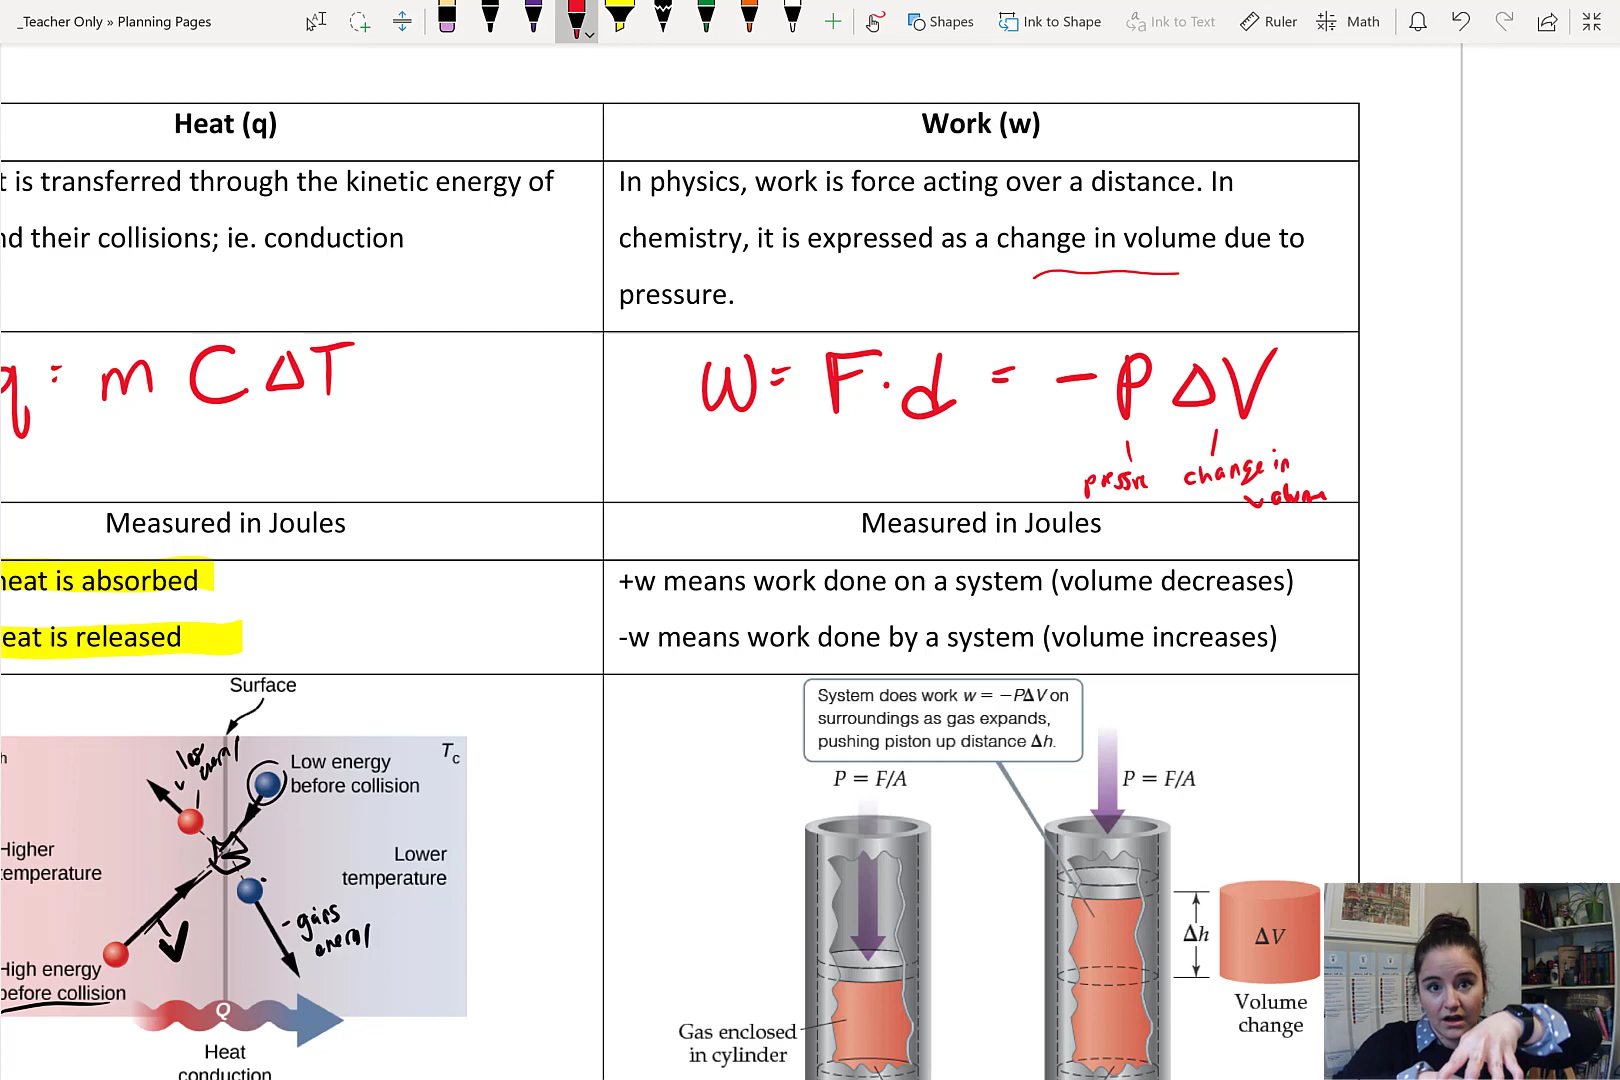 _Teacher Only » Planning Pages
Shapes
Ink to Shape
Ink to Text
Ruler
Math
Heat (q)
Work (w)
t is transferred through the kinetic energy of
nd their collisions; ie. conduction
In physics, work is force acting over a distance. In
chemistry, it is expressed as a change in volume due to
pressure.
q = m C Δ T
W = F · d = - P Δ V
change in
volume
Measured in Joules
Measured in Joules
heat is absorbed
eat is released
+w means work done on a system (volume decreases)
-w means work done by a system (volume increases)
Surface
Low energy
before collision
Tc
h
Higher
temperature
Lower
temperature
- gains
energy
High energy
before collision
Q
Heat
conduction
System does work w = −PΔV on
surroundings as gas expands,
pushing piston up distance Δh.
P = F/A
P = F/A
Δh
ΔV
Volume
change
Gas enclosed
in cylinder